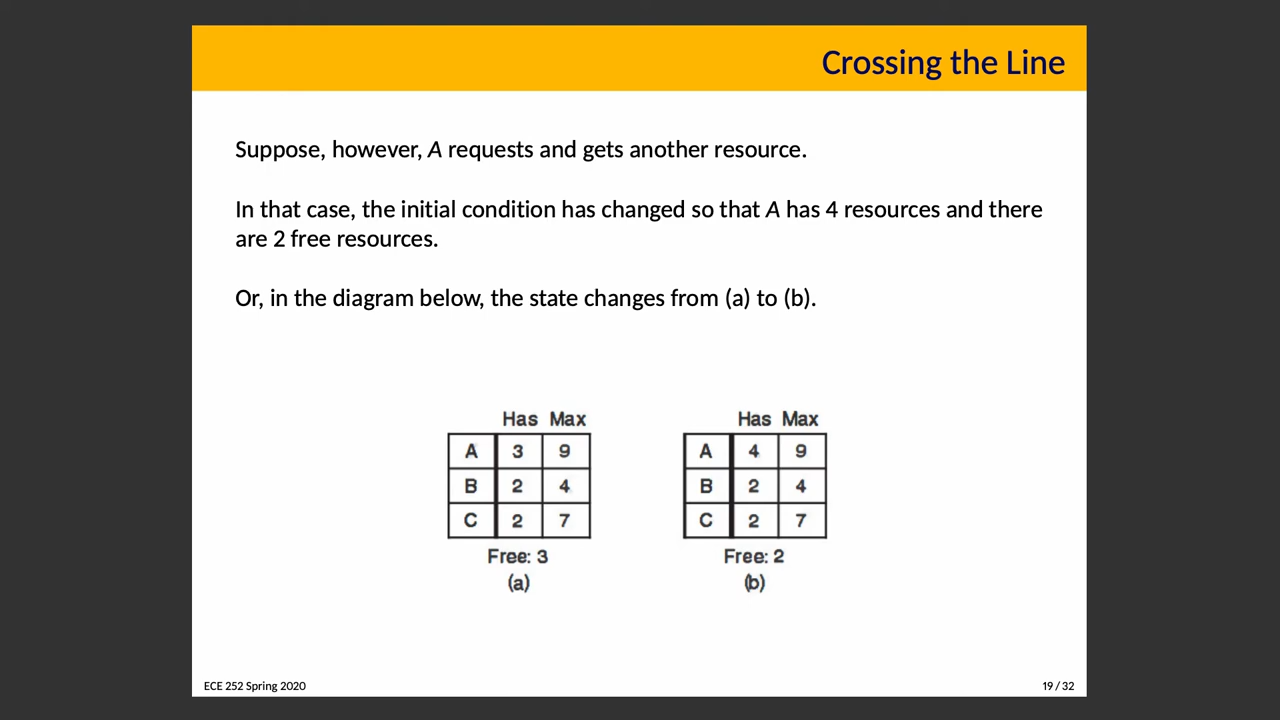 Crossing the Line
Suppose, however, A requests and gets another resource.
In that case, the initial condition has changed so that A has 4 resources and there
are 2 free resources.
Or, in the diagram below, the state changes from (a) to (b).
Has Max
A 3 9
B 2 4
C 2 7
Free: 3
(a)
Has Max
A 4 9
B 2 4
C 2 7
Free: 2
(b)
ECE 252 Spring 2020
19 / 32